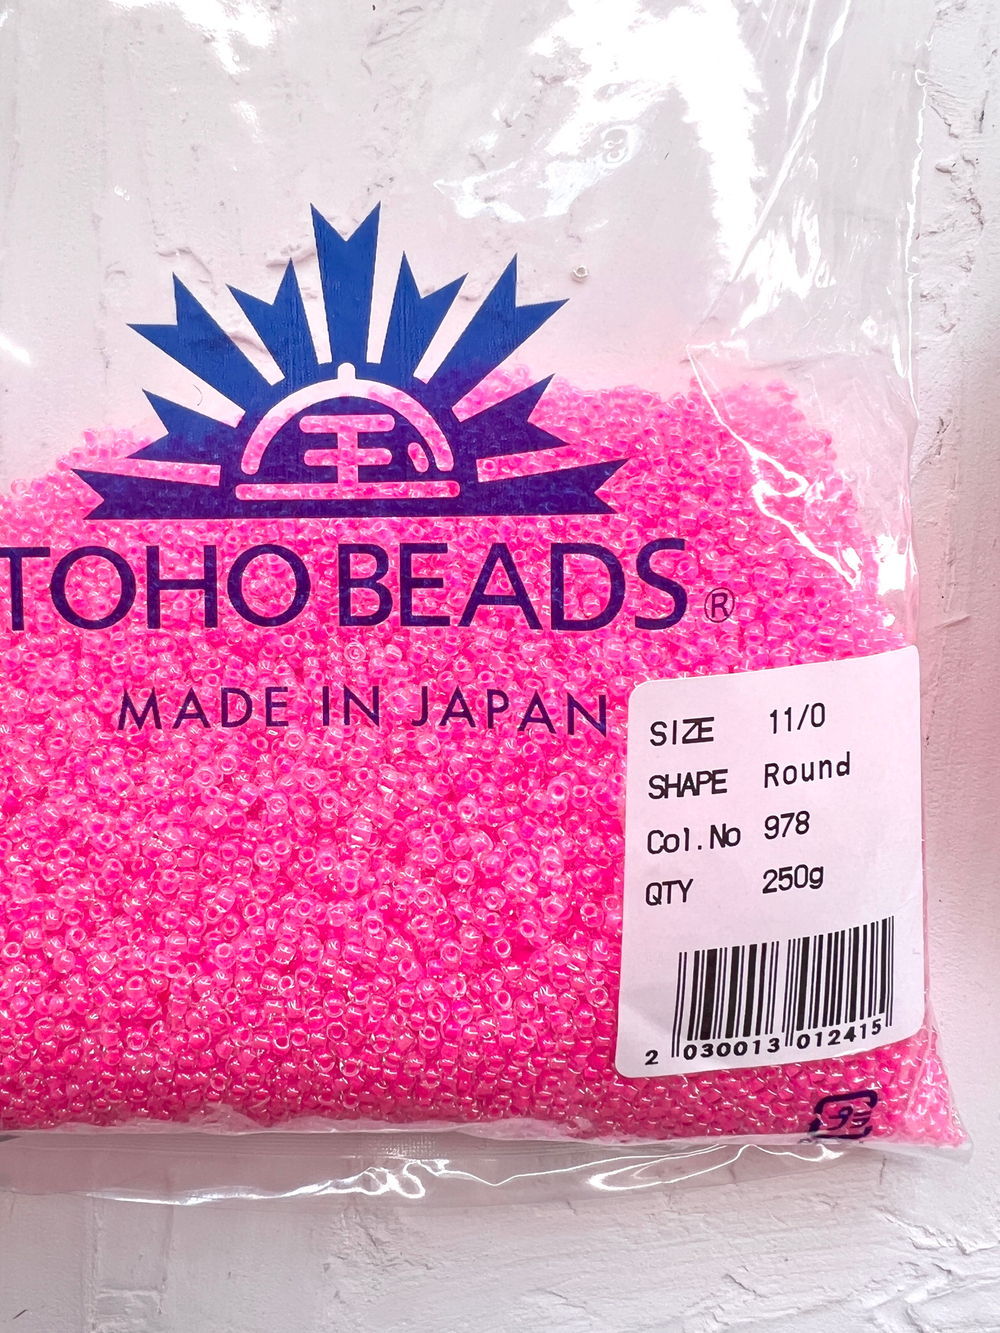 TOHO BEADS®
MADE IN JAPAN
SIZE 11/0
SHAPE Round
Col.No 978
QTY 250g
2 030013 012415